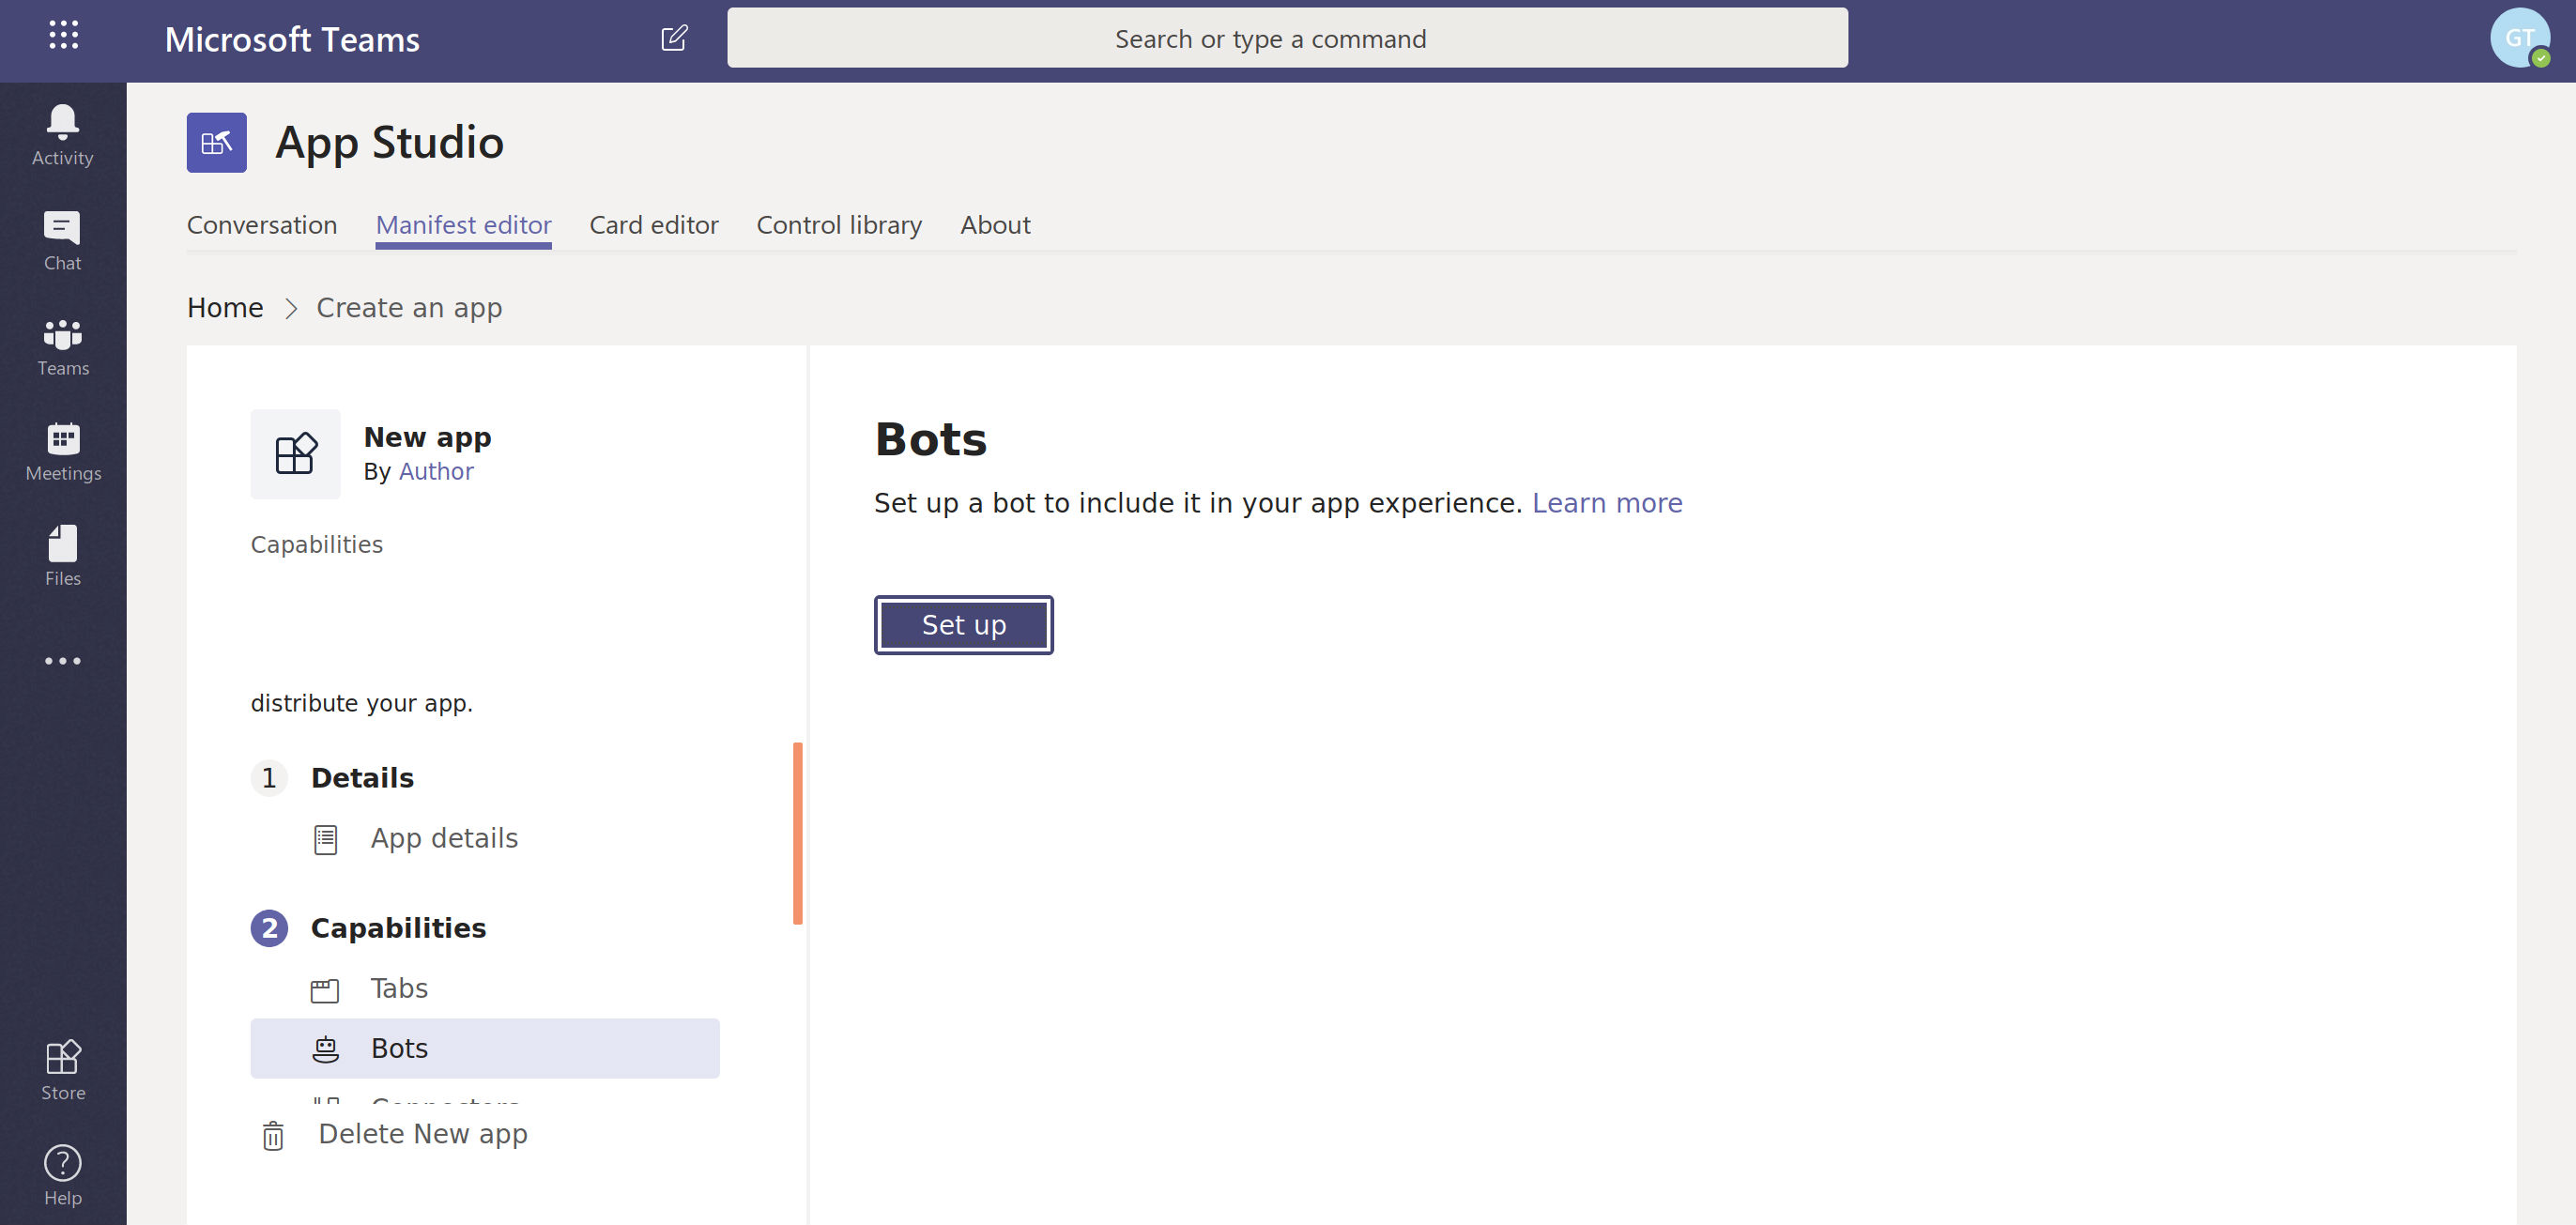 Microsoft Teams
Search or type a command
GT
Activity
Chat
Teams
Meetings
Files
Store
Help
App Studio
Conversation Manifest editor Card editor Control library About
Home Create an app
New app
By Author
Capabilities
distribute your app.
1 Details
App details
2 Capabilities
Tabs
Bots
Connectors
Delete New app
Bots
Set up a bot to include it in your app experience. Learn more
Set up